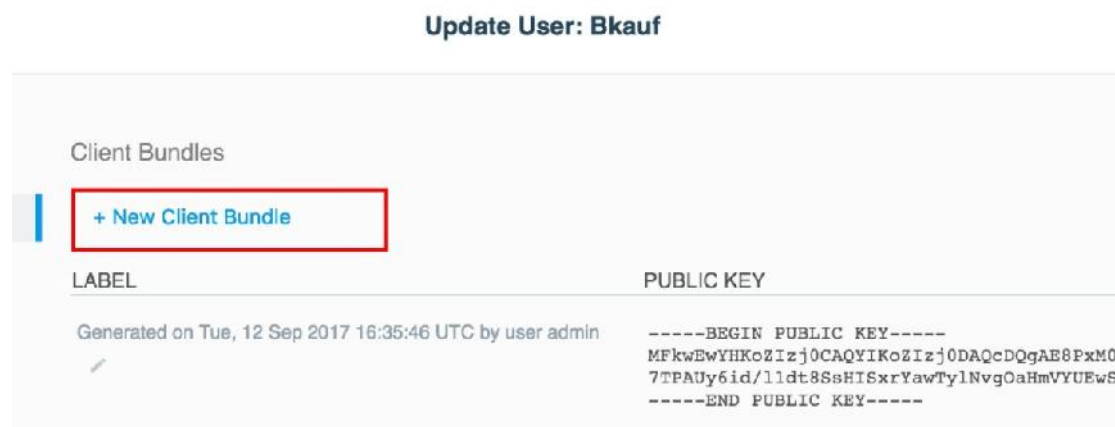 Update User: Bkauf
Client Bundles
+ New Client Bundle
LABEL
PUBLIC KEY
Generated on Tue, 12 Sep 2017 16:35:46 UTC by user admin
-----BEGIN PUBLIC KEY-----
MFkwEwYHKoZIzj0CAQYIKoZIzj0DAQcDQgAE8PxM0
7TPAUy6id/l1dt8SsHISxrYawTylNvgOaHmVYUEwS
-----END PUBLIC KEY-----